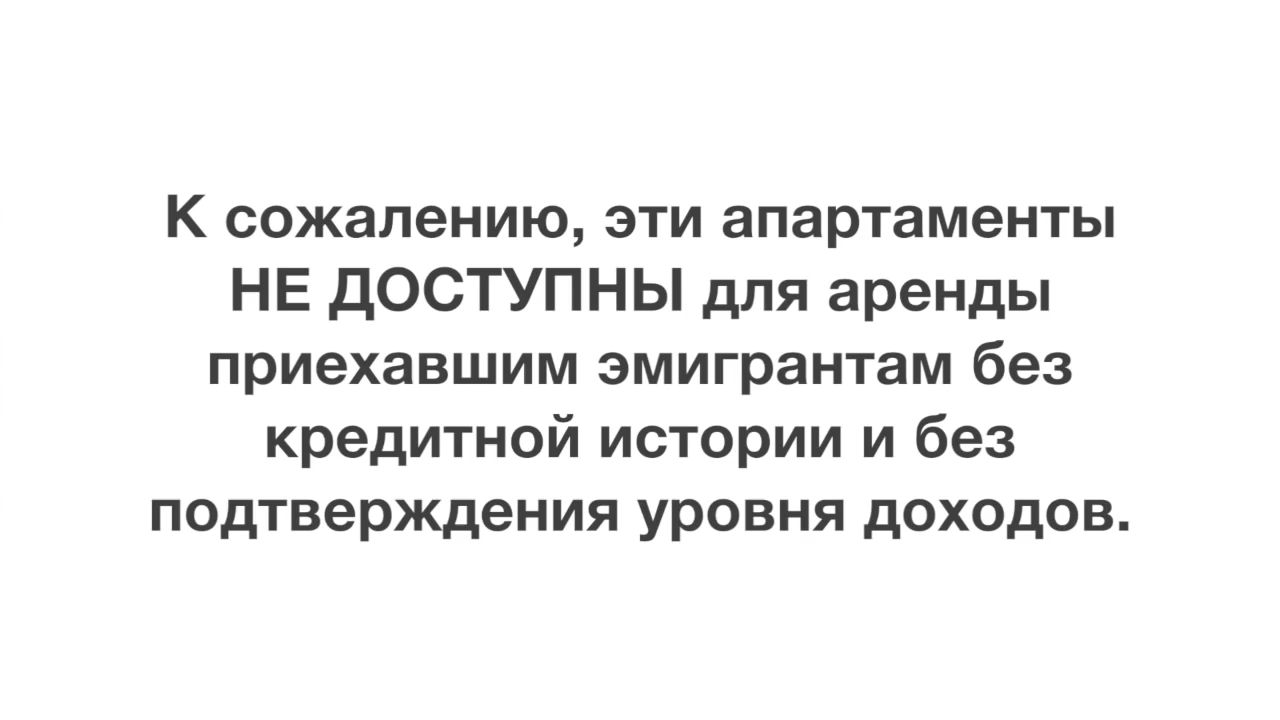 К сожалению, эти апартаменты
НЕ ДОСТУПНЫ для аренды
приехавшим эмигрантам без
кредитной истории и без
подтверждения уровня доходов.